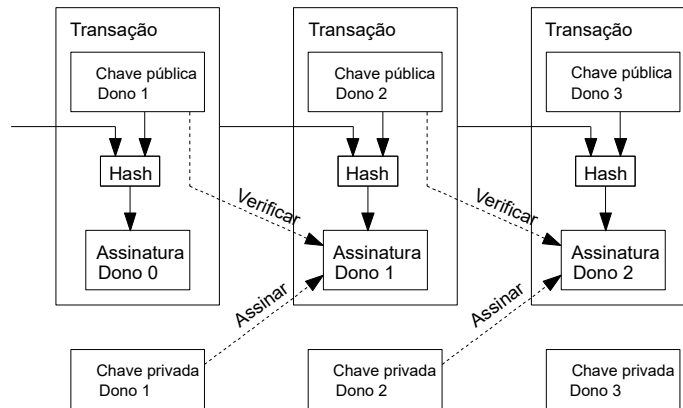 Transação
Chave pública
Dono 1
Hash
Assinatura
Dono 0
Transação
Chave pública
Dono 2
Hash
Verificar
Assinatura
Dono 1
Assinar
Transação
Chave pública
Dono 3
Hash
Verificar
Assinatura
Dono 2
Assinar
Chave privada
Dono 1
Chave privada
Dono 2
Chave privada
Dono 3